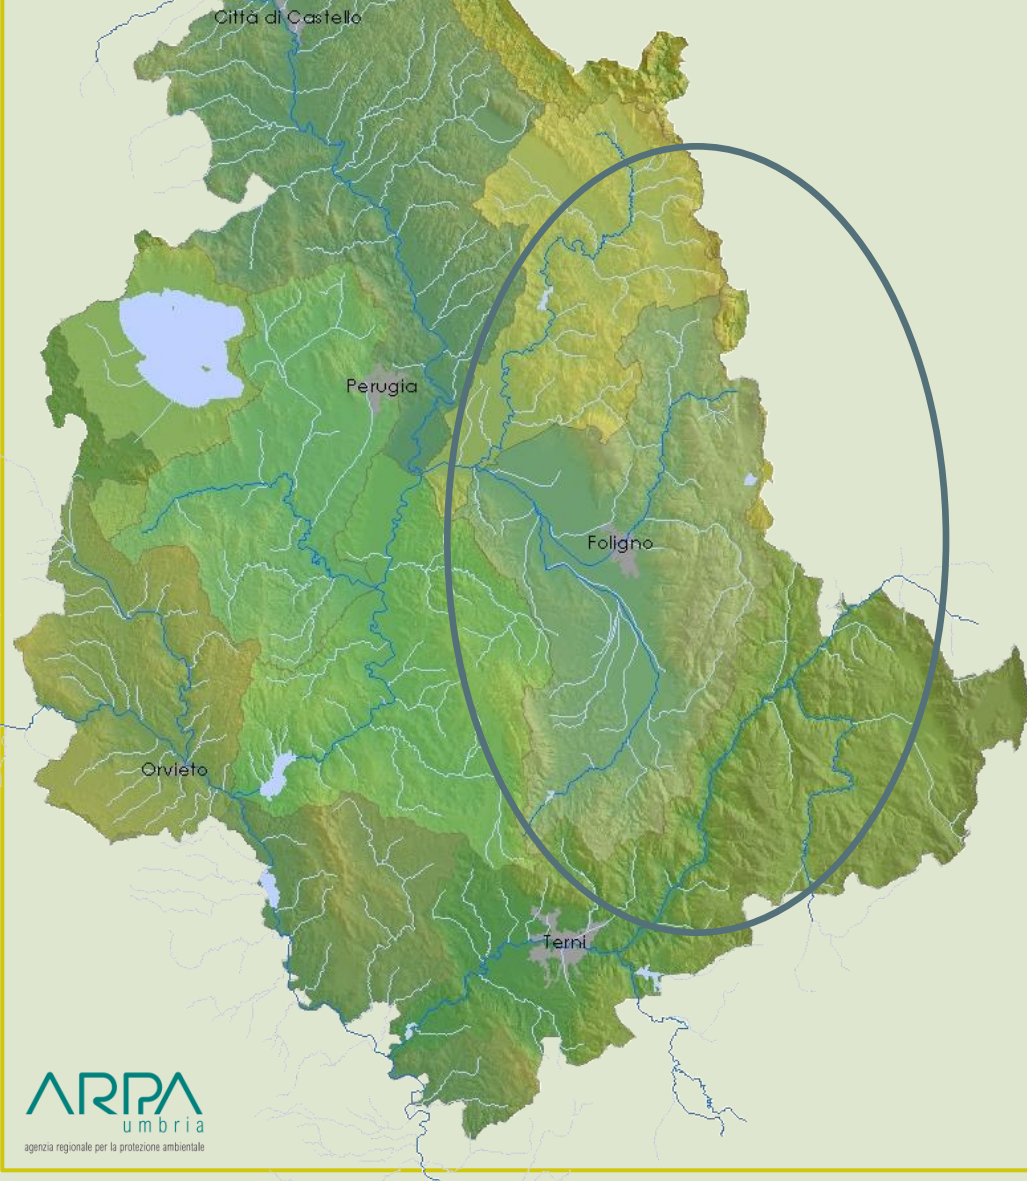 Città di Castello
Perugia
Foligno
Orvieto
Terni
ARPA
umbria
agenzia regionale per la protezione ambientale